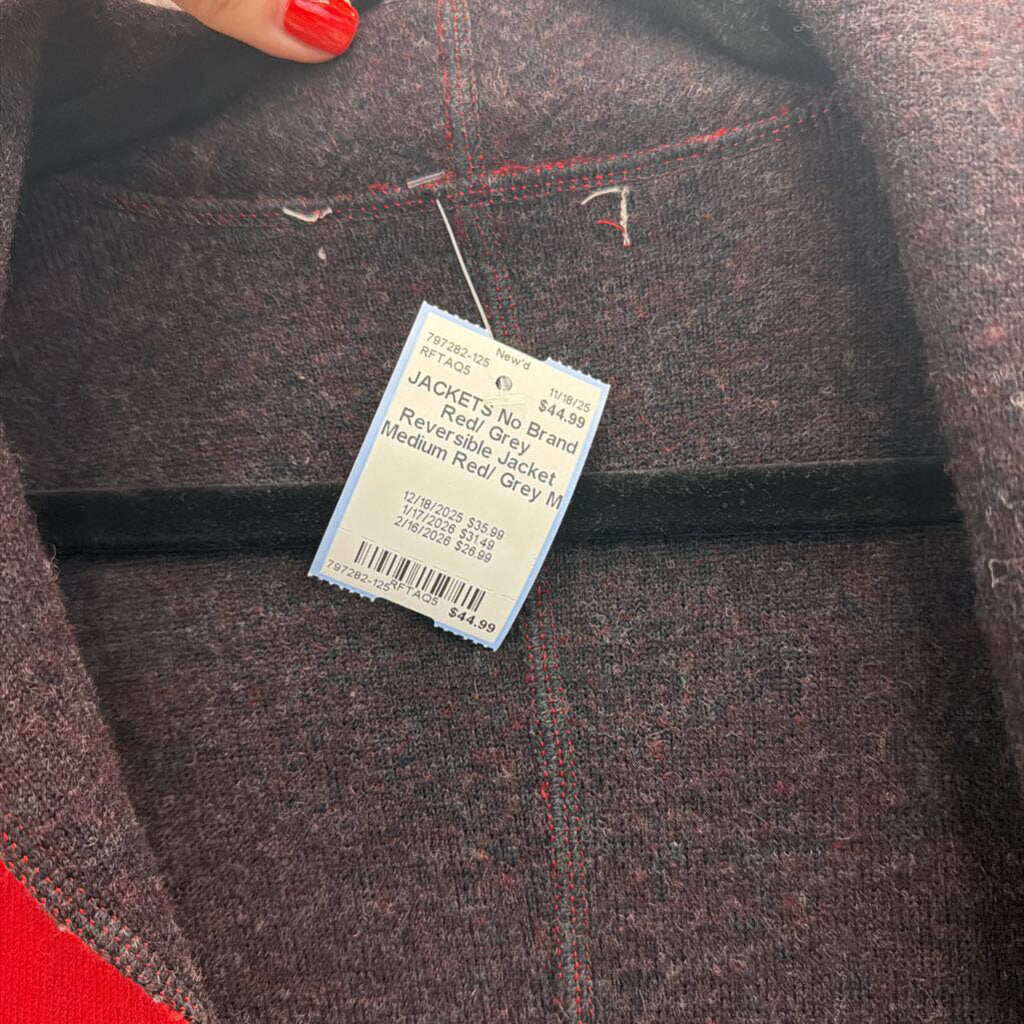 797282-125 New'd 11/18/25
RFTAQ5 $44.99
JACKETS No Brand
Red/ Grey
Reversible Jacket
Medium Red/ Grey M
12/18/2025 $35.99
1/17/2026 $31.49
2/16/2026 $26.99
797282-125RFTAQ5 $44.99